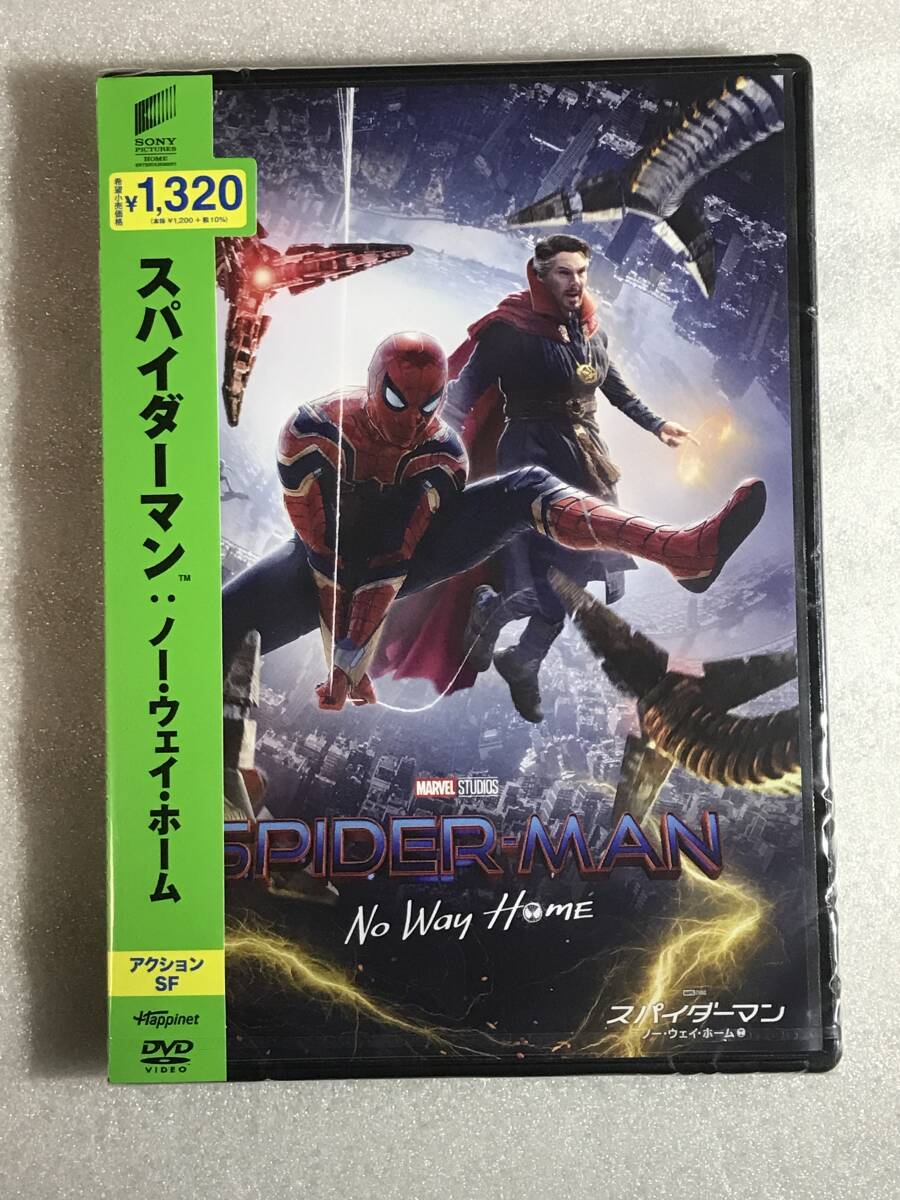 SONY
PICTURES
HOME
ENTERTAINMENT
希望小売価格
¥1,320
(本体 ¥1,200 + 税10%)
スパイダーマン™:ノー・ウェイ・ホーム
アクション
SF
Happinet
DVD
VIDEO
MARVEL STUDIOS
SPIDER-MAN
No Way Home
スパイダーマン
ノー・ウェイ・ホーム